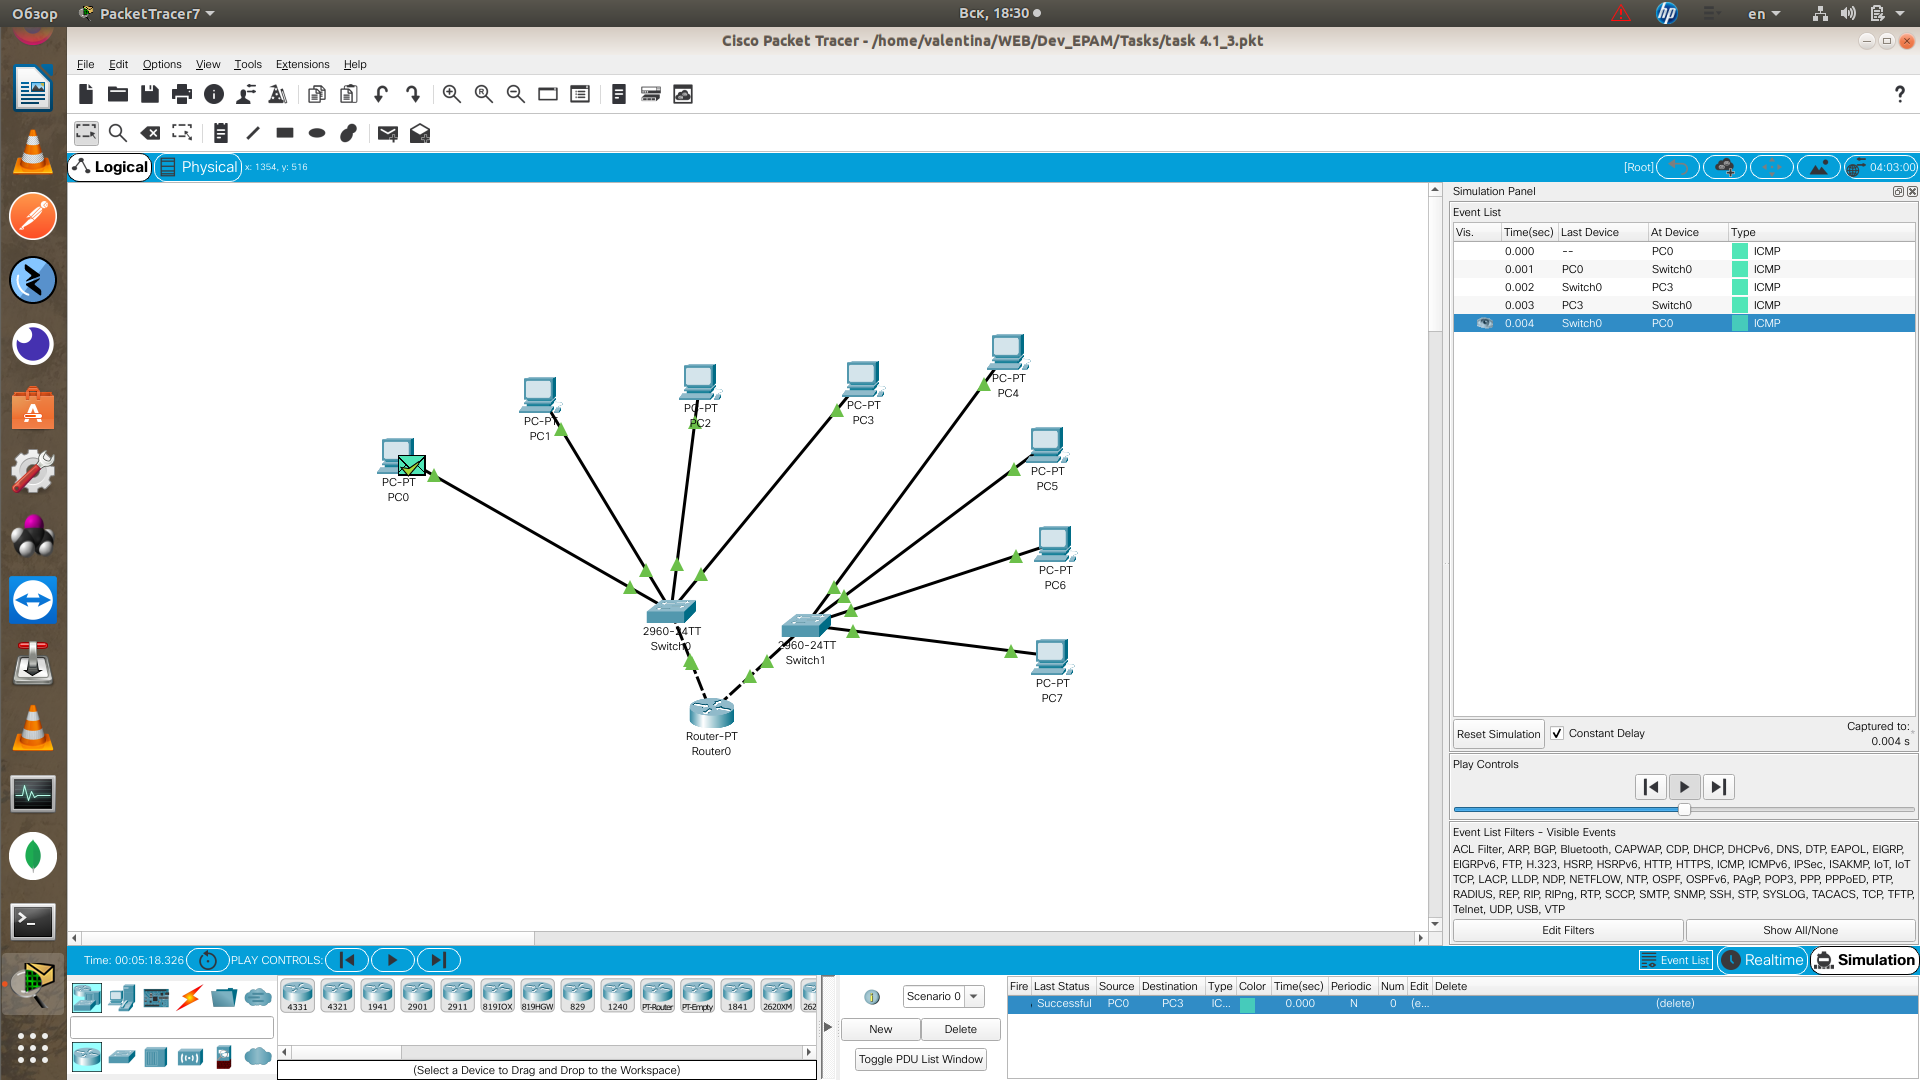 Обзор
PacketTracer7
Вск, 18:30
hp
en
Cisco Packet Tracer - /home/valentina/WEB/Dev_EPAM/Tasks/task 4.1_3.pkt
File Edit Options View Tools Extensions Help
Logical
Physical
x: 1354, y: 516
[Root]
04:03:00
PC-PT
PC0
PC-PT
PC1
PC-PT
PC2
PC-PT
PC3
PC-PT
PC4
PC-PT
PC5
PC-PT
PC6
PC-PT
PC7
2960-24TT
Switch0
2960-24TT
Switch1
Router-PT
Router0
Simulation Panel
Event List
Vis. Time(sec) Last Device At Device Type
0.000 -- PC0 ICMP
0.001 PC0 Switch0 ICMP
0.002 Switch0 PC3 ICMP
0.003 PC3 Switch0 ICMP
0.004 Switch0 PC0 ICMP
Reset Simulation
Constant Delay
Captured to:
0.004 s
Play Controls
Event List Filters - Visible Events
ACL Filter, ARP, BGP, Bluetooth, CAPWAP, CDP, DHCP, DHCPv6, DNS, DTP, EAPOL, EIGRP,
EIGRPv6, FTP, H.323, HSRP, HSRPv6, HTTP, HTTPS, ICMP, ICMPv6, IPSec, ISAKMP, IoT, IoT
TCP, LACP, LLDP, NDP, NETFLOW, NTP, OSPF, OSPFv6, PAgP, POP3, PPP, PPPoED, PTP,
RADIUS, REP, RIP, RIPng, RTP, SCCP, SMTP, SNMP, SSH, STP, SYSLOG, TACACS, TCP, TFTP,
Telnet, UDP, USB, VTP
Edit Filters
Show All/None
Time: 00:05:18.326
PLAY CONTROLS:
Event List
Realtime
Simulation
4331 4321 1941 2901 2911 819IOX 819HGW 829 1240 PT-Router PT-Empty 1841 2620XM 262
(Select a Device to Drag and Drop to the Workspace)
Scenario 0
New
Delete
Toggle PDU List Window
Fire Last Status Source Destination Type Color Time(sec) Periodic Num Edit Delete
Successful PC0 PC3 IC... 0.000 N 0 (e... (delete)